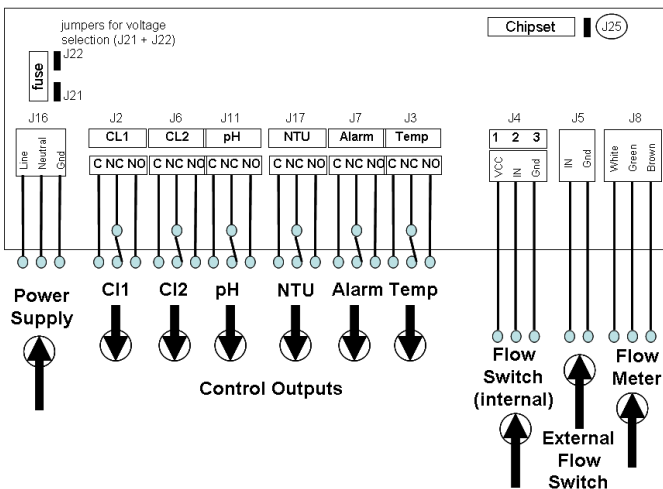 jumpers for voltage
selection (J21 + J22)
Chipset
J25
fuse
J22
J21
J16
J2
J6
J11
J17
J7
J3
J4
J5
J8
CL1
CL2
pH
NTU
Alarm
Temp
1 2 3
Line
Neutral
Gnd
C NC NO
C NC NO
C NC NO
C NC NO
C NC NO
C NC NO
VCC
IN
Gnd
IN
Gnd
White
Green
Brown
Power
Supply
Cl1
Cl2
pH
NTU
Alarm
Temp
Control Outputs
Flow
Switch
(internal)
External
Flow
Switch
Flow
Meter